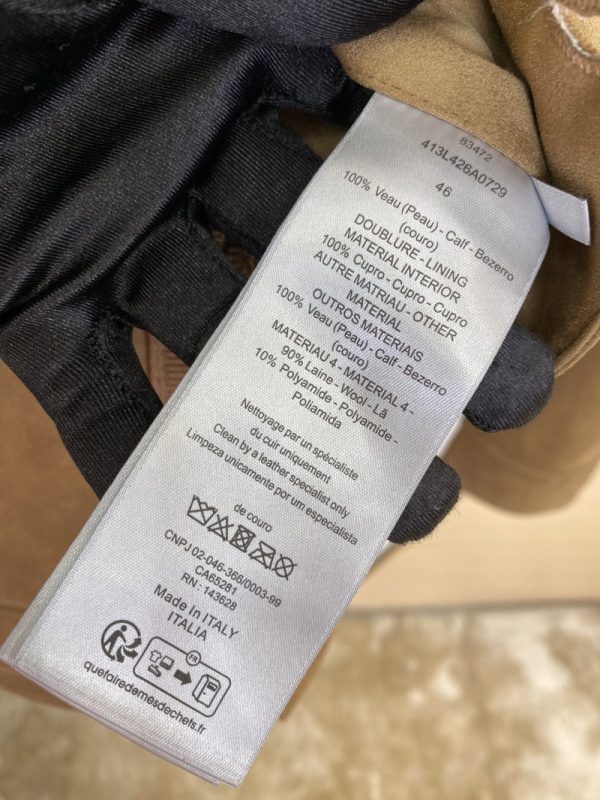 83472
413L426A0729
46
100% Veau (Peau) - Calf - Bezerro
(couro)
DOUBLURE - LINING
MATERIAL INTERIOR
100% Cupro - Cupro - Cupro
AUTRE MATRIAU - OTHER
MATERIAL
OUTROS MATERIAIS
100% Veau (Peau) - Calf - Bezerro
(couro)
MATERIAU 4 - MATERIAL 4 -
90% Laine - Wool - Lã
10% Polyamide - Polyamide -
Poliamida
Nettoyage par un spécialiste
du cuir uniquement
Clean by a leather specialist only
Limpeza unicamente por um especialista
de couro
CNPJ 02-046-366/0003-99
CA65281
RN : 143628
Made in ITALY
ITALIA
FR
quefairedemesdechets.fr